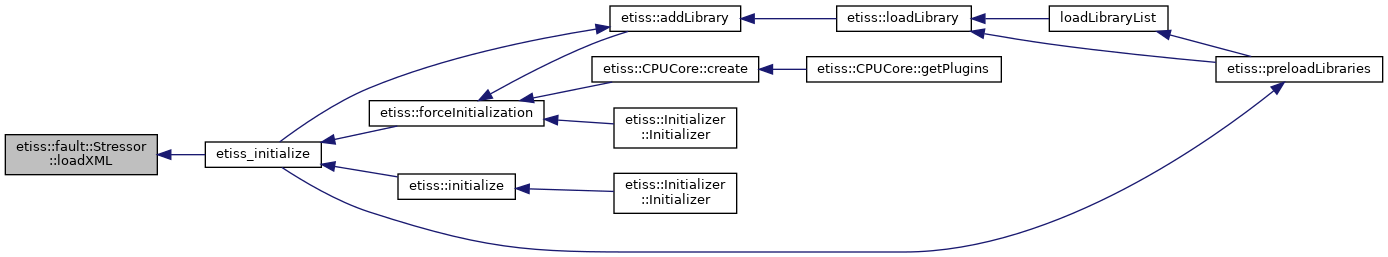 etiss::fault::Stressor
::loadXML
etiss_initialize
etiss::addLibrary
etiss::loadLibrary
loadLibraryList
etiss::preloadLibraries
etiss::CPUCore::create
etiss::CPUCore::getPlugins
etiss::forceInitialization
etiss::Initializer
::Initializer
etiss::initialize
etiss::Initializer
::Initializer